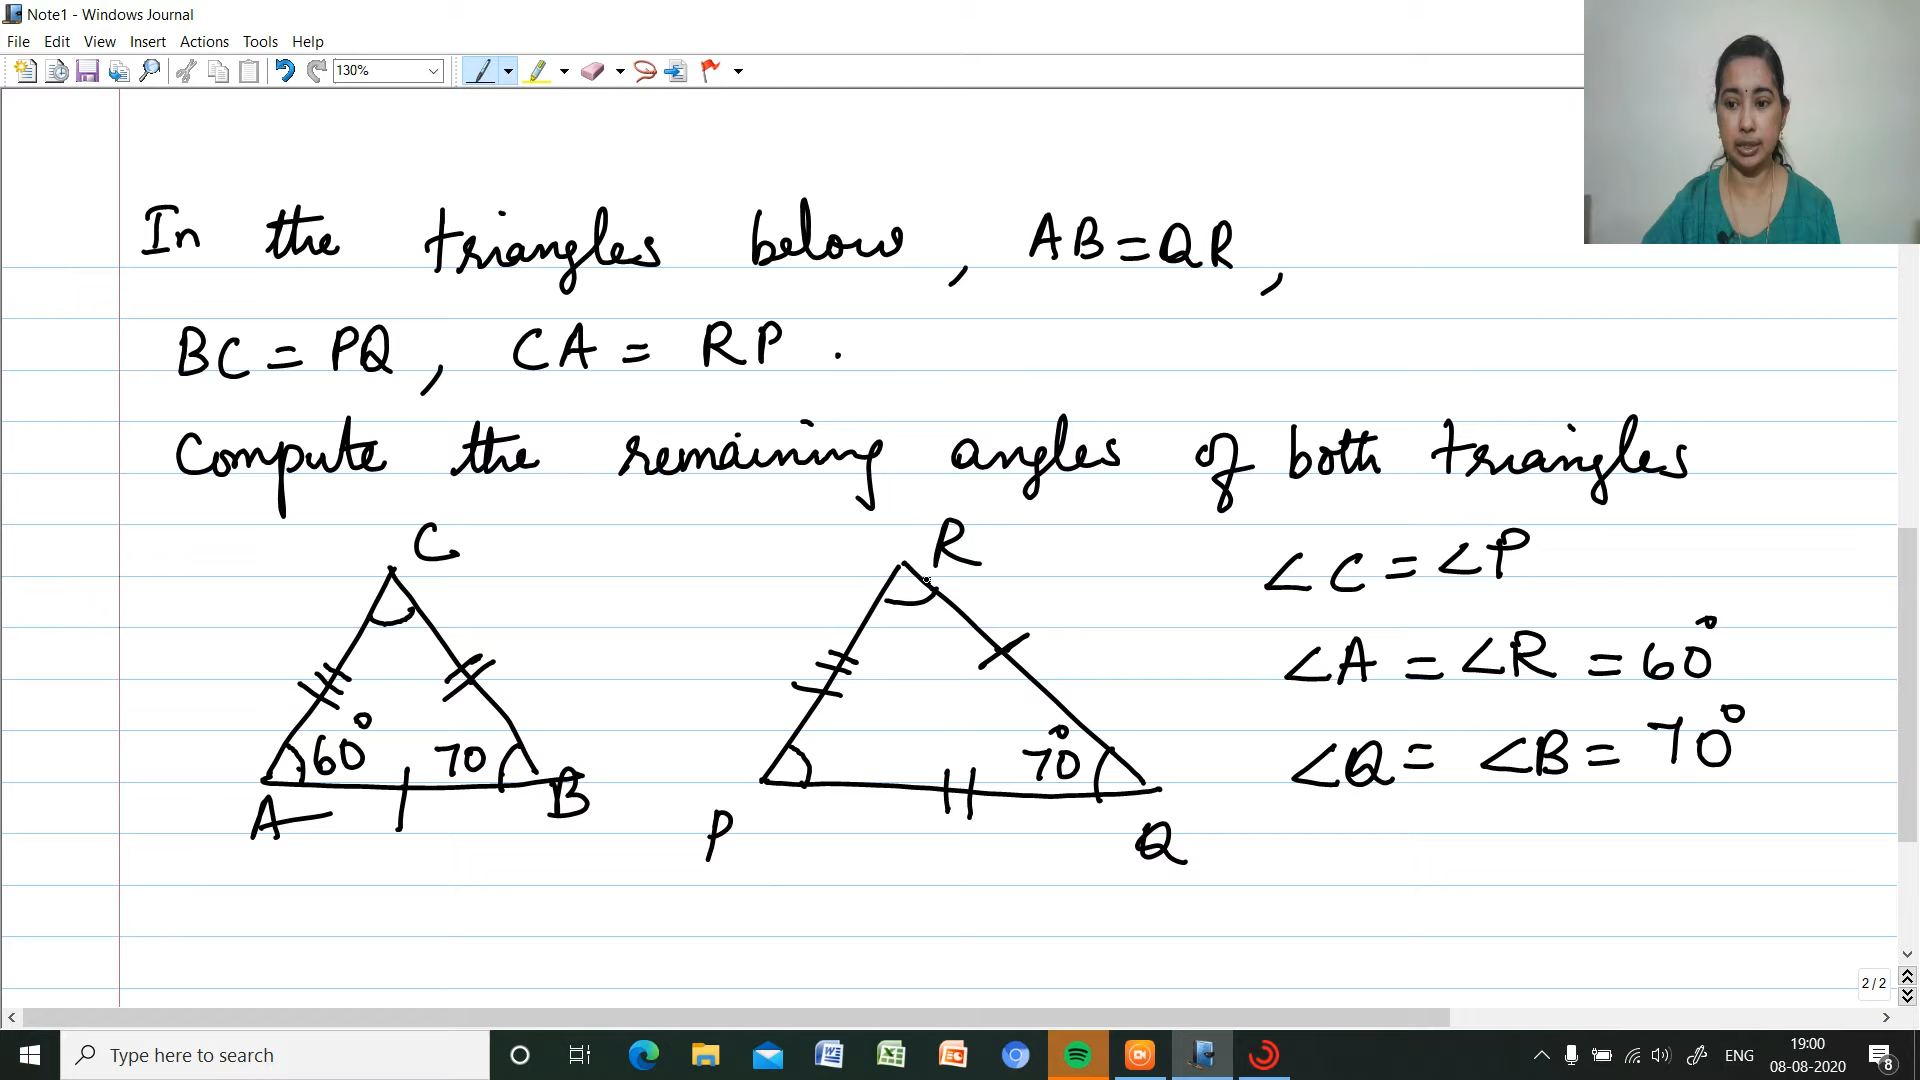 Note1 - Windows Journal
File Edit View Insert Actions Tools Help
130%
In the triangles below, AB=QR,
BC = PQ, CA = RP.
Compute the remaining angles of both triangles
C
R
∠C = ∠P
∠A = ∠R = 60°
60° 70
70°
∠Q = ∠B = 70°
A B
P Q
2 / 2
Type here to search
ENG
19:00
08-08-2020
8